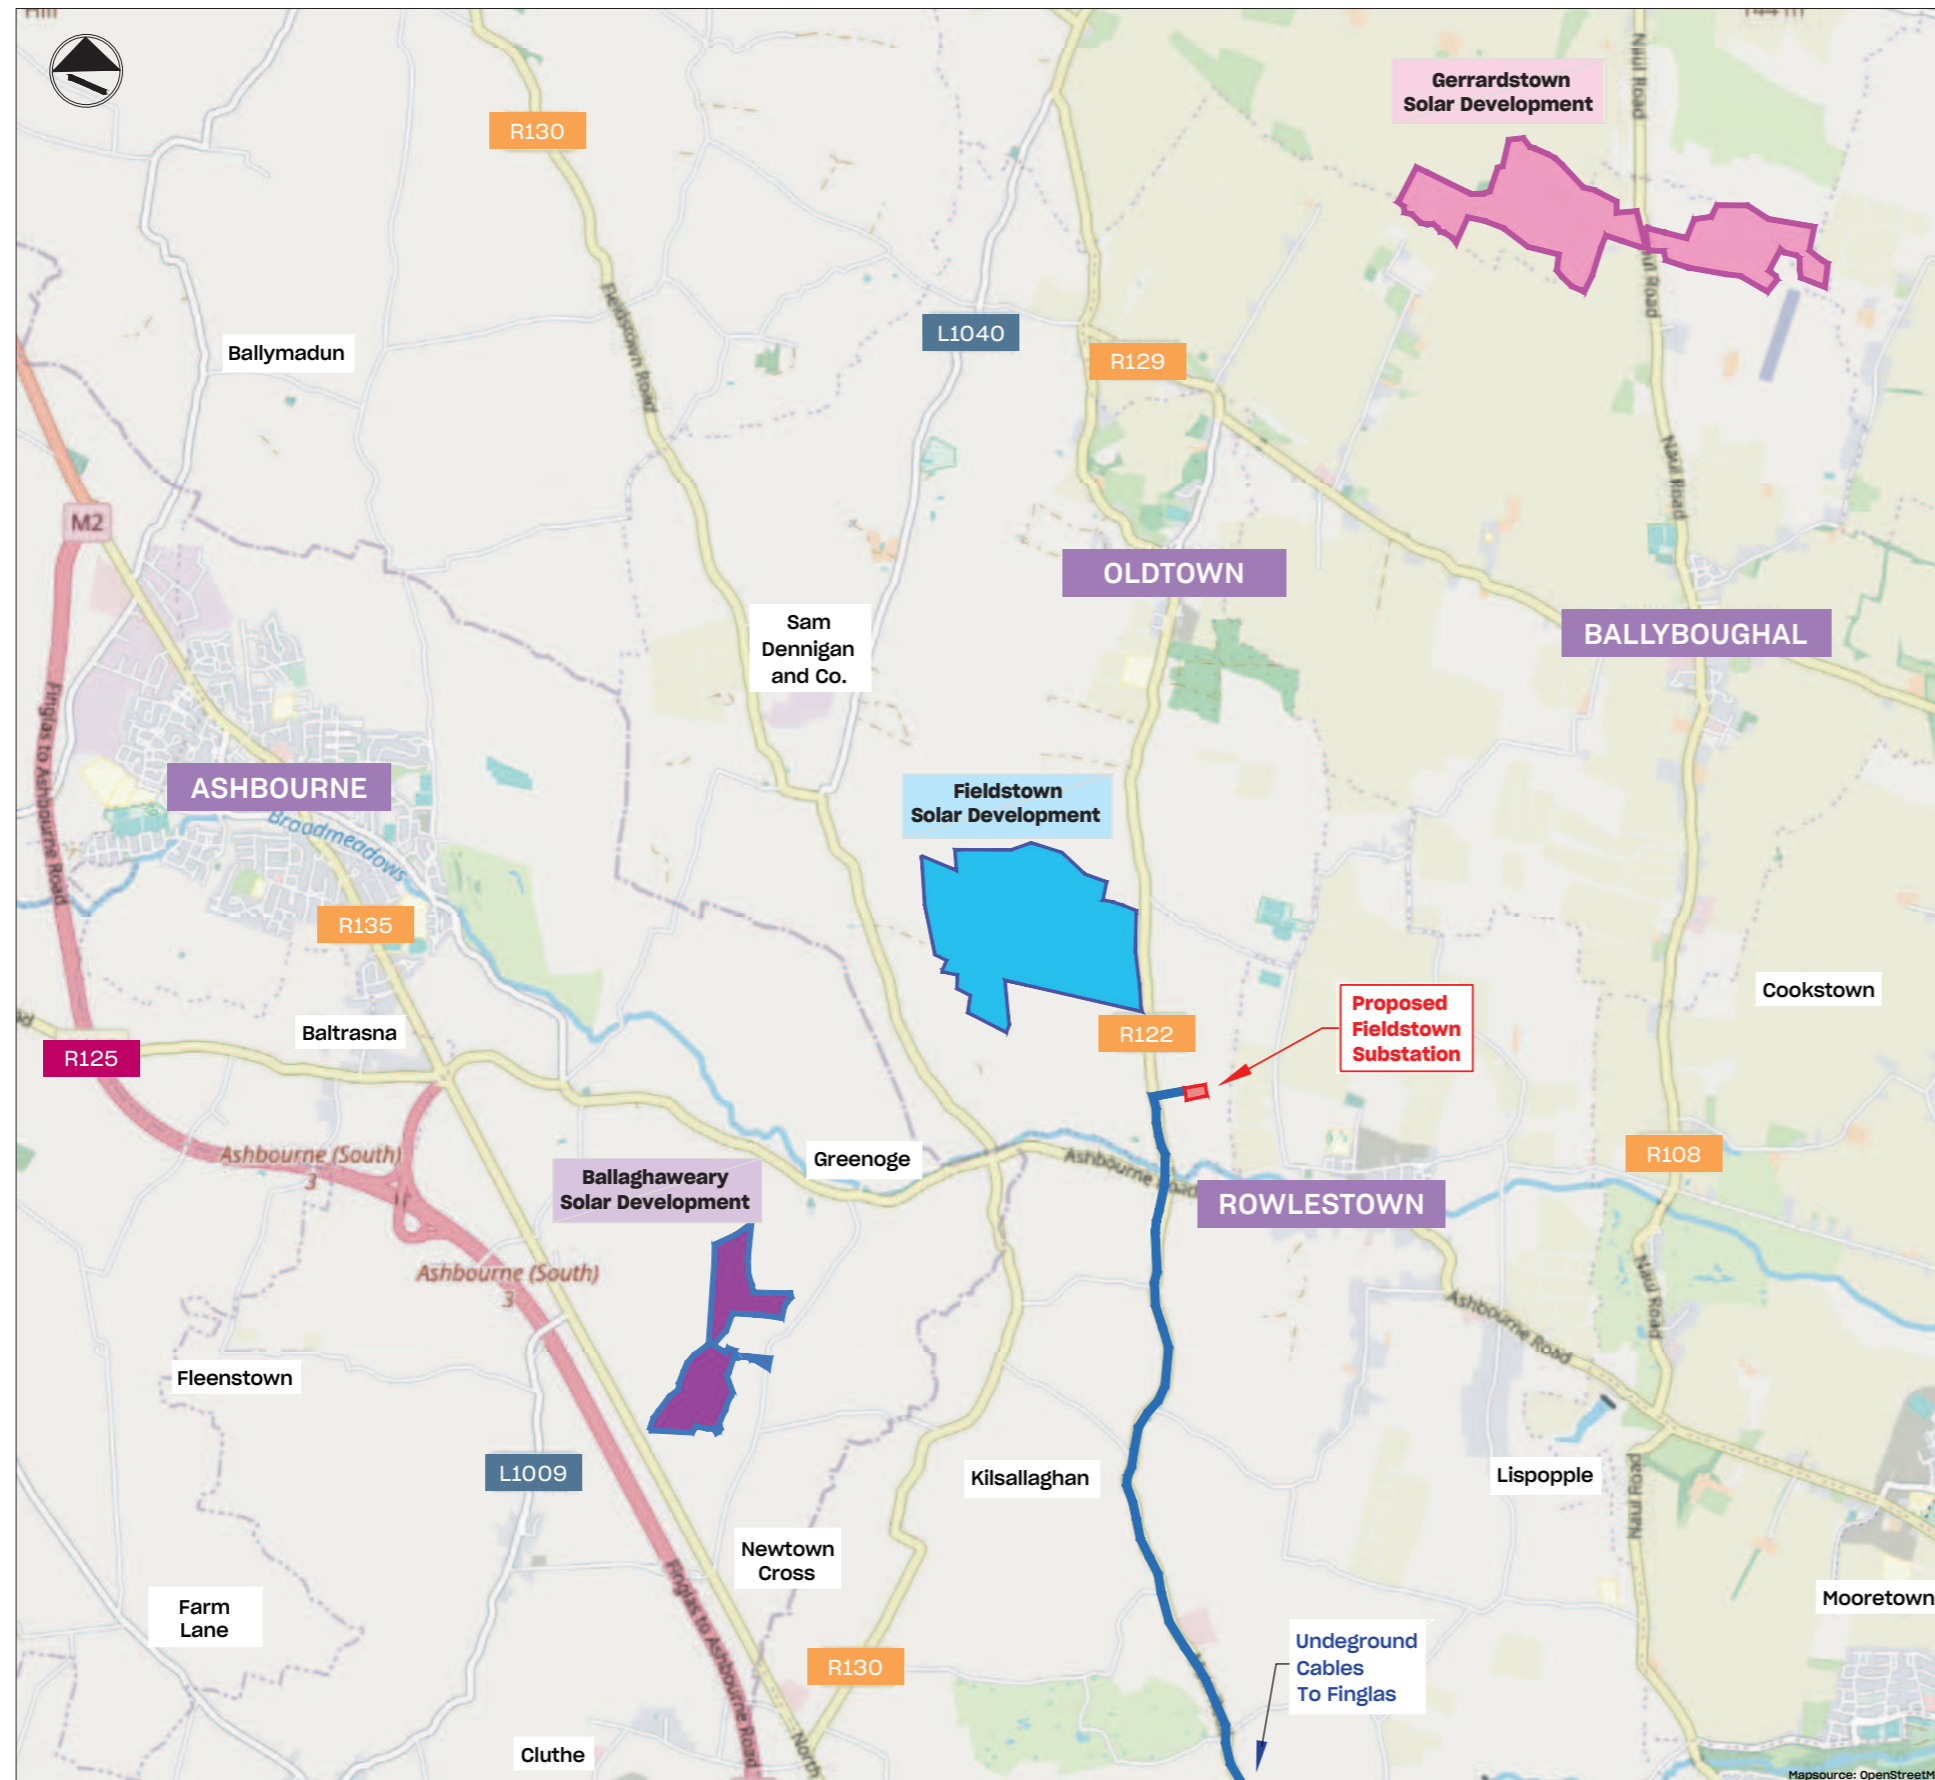 Gerrardstown
Solar Development
Naul Road
R130
Fieldstown Road
L1040
R129
Ballymadun
Naul Road
M2
OLDTOWN
BALLYBOUGHAL
Sam
Dennigan
and Co.
Finglas to Ashbourne Road
ASHBOURNE
Broadmeadows
Fieldstown
Solar Development
R135
Cookstown
Proposed
Fieldstown
Substation
Baltrasna
R122
R125
Ashbourne (South)
3
Greenoge
Ashbourne Road
R108
Ballaghaweary
Solar Development
ROWLESTOWN
Ashbourne (South)
3
Naul Road
Ashbourne Road
Fleenstown
L1009
Kilsallaghan
Lispopple
Naul Road
Newtown
Cross
Finglas to Ashbourne Road
Farm
Lane
Mooretown
Undeground
Cables
To Finglas
R130
North
Cluthe
Mapsource: OpenStreetM